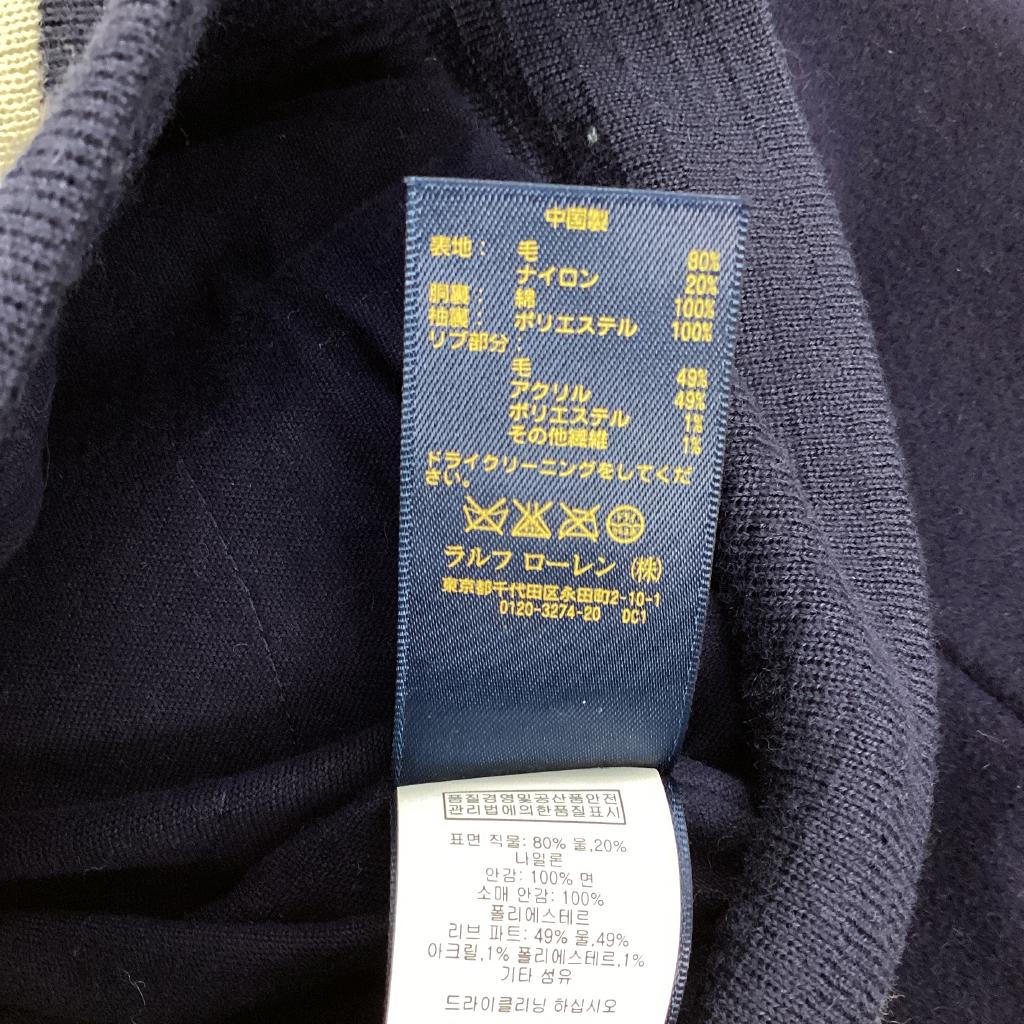 中国製
表地： 毛 80%
ナイロン 20%
胴裏： 綿 100%
袖裏： ポリエステル 100%
リブ部分：
毛 49%
アクリル 49%
ポリエステル 1%
その他繊維 1%
ドライクリーニングをしてくだ
さい。
ラルフ ローレン (株)
東京都千代田区永田町2-10-1
0120-3274-20 DC1
품질경영및공산품안전
관리법에의한품질표시
표면 직물: 80% 울,20%
나일론
안감: 100% 면
소매 안감: 100%
폴리에스테르
리브 파트: 49% 울,49%
아크릴,1% 폴리에스테르,1%
기타 섬유
드라이클리닝 하십시오